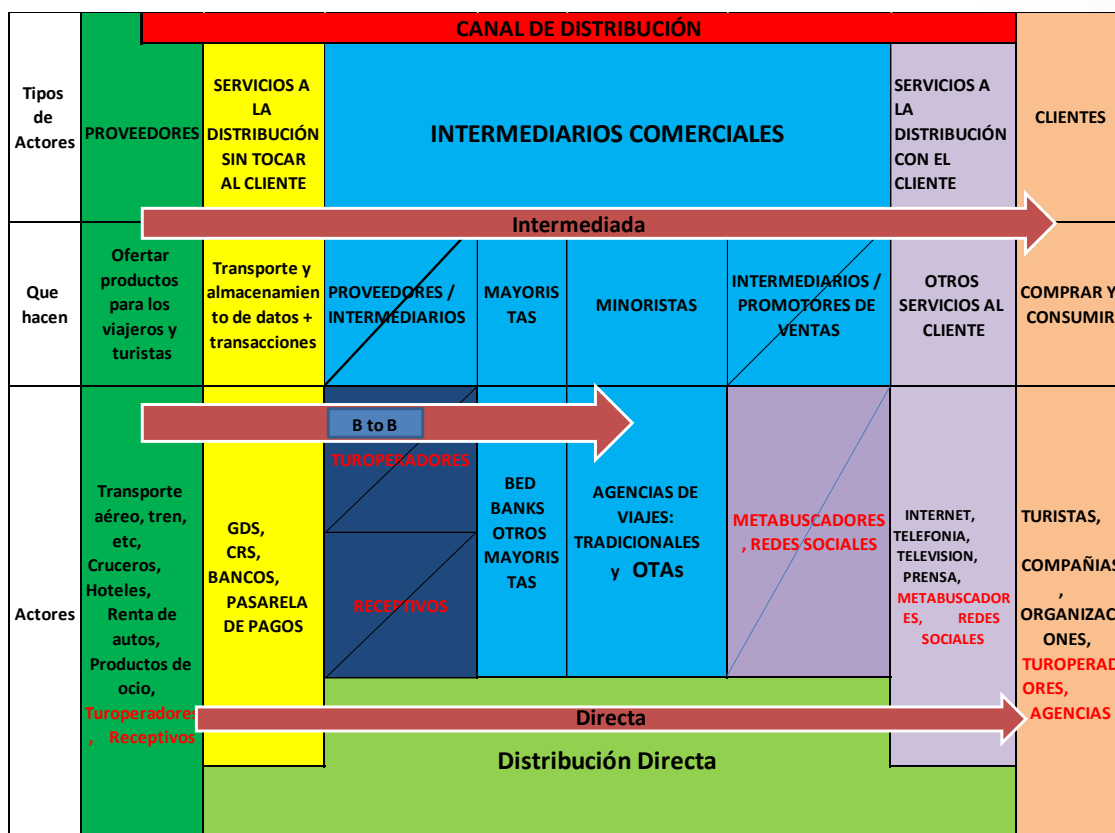 CANAL DE DISTRIBUCIÓN
Tipos
de
Actores
PROVEEDORES
SERVICIOS A
LA
DISTRIBUCIÓN
SIN TOCAR
AL CLIENTE
INTERMEDIARIOS COMERCIALES
SERVICIOS A
LA
DISTRIBUCIÓN
CON EL
CLIENTE
CLIENTES
Intermediada
Que
hacen
Ofertar
productos
para los
viajeros y
turistas
Transporte y
almacenamien
to de datos +
transacciones
PROVEEDORES /
INTERMEDIARIOS
MAYORIS
TAS
MINORISTAS
INTERMEDIARIOS /
PROMOTORES DE
VENTAS
OTROS
SERVICIOS AL
CLIENTE
COMPRAR Y
CONSUMIR
B to B
Actores
Transporte
aéreo, tren,
etc,
Cruceros,
Hoteles,
Renta de
autos,
Productos de
ocio,
Turoperadores
, Receptivos
GDS,
CRS,
BANCOS,
PASARELA
DE PAGOS
TUROPERADORES
RECEPTIVOS
BED
BANKS
OTROS
MAYORIS
TAS
AGENCIAS DE
VIAJES:
TRADICIONALES
y OTAs
METABUSCADORES
, REDES SOCIALES
INTERNET,
TELEFONIA,
TELEVISION,
PRENSA,
METABUSCADOR
ES, REDES
SOCIALES
TURISTAS,
COMPAÑIAS
,
ORGANIZACI
ONES,
TUROPERAD
ORES,
AGENCIAS
Directa
Distribución Directa